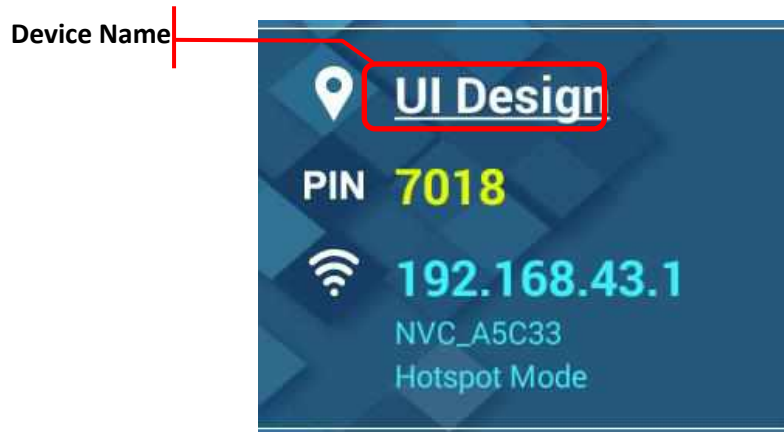 Device Name
UI Design
PIN 7018
192.168.43.1
NVC_A5C33
Hotspot Mode